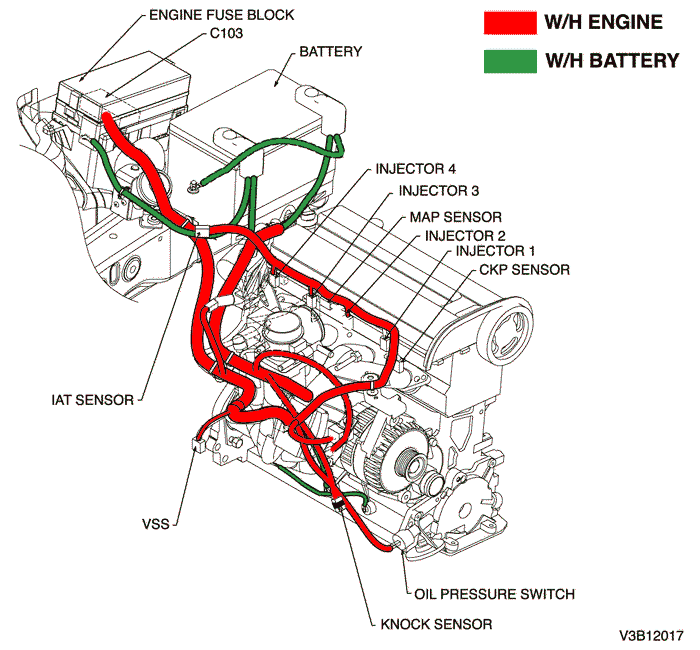 ENGINE FUSE BLOCK
C103
BATTERY
W/H ENGINE
W/H BATTERY
INJECTOR 4
INJECTOR 3
MAP SENSOR
INJECTOR 2
INJECTOR 1
CKP SENSOR
IAT SENSOR
VSS
OIL PRESSURE SWITCH
KNOCK SENSOR
V3B12017